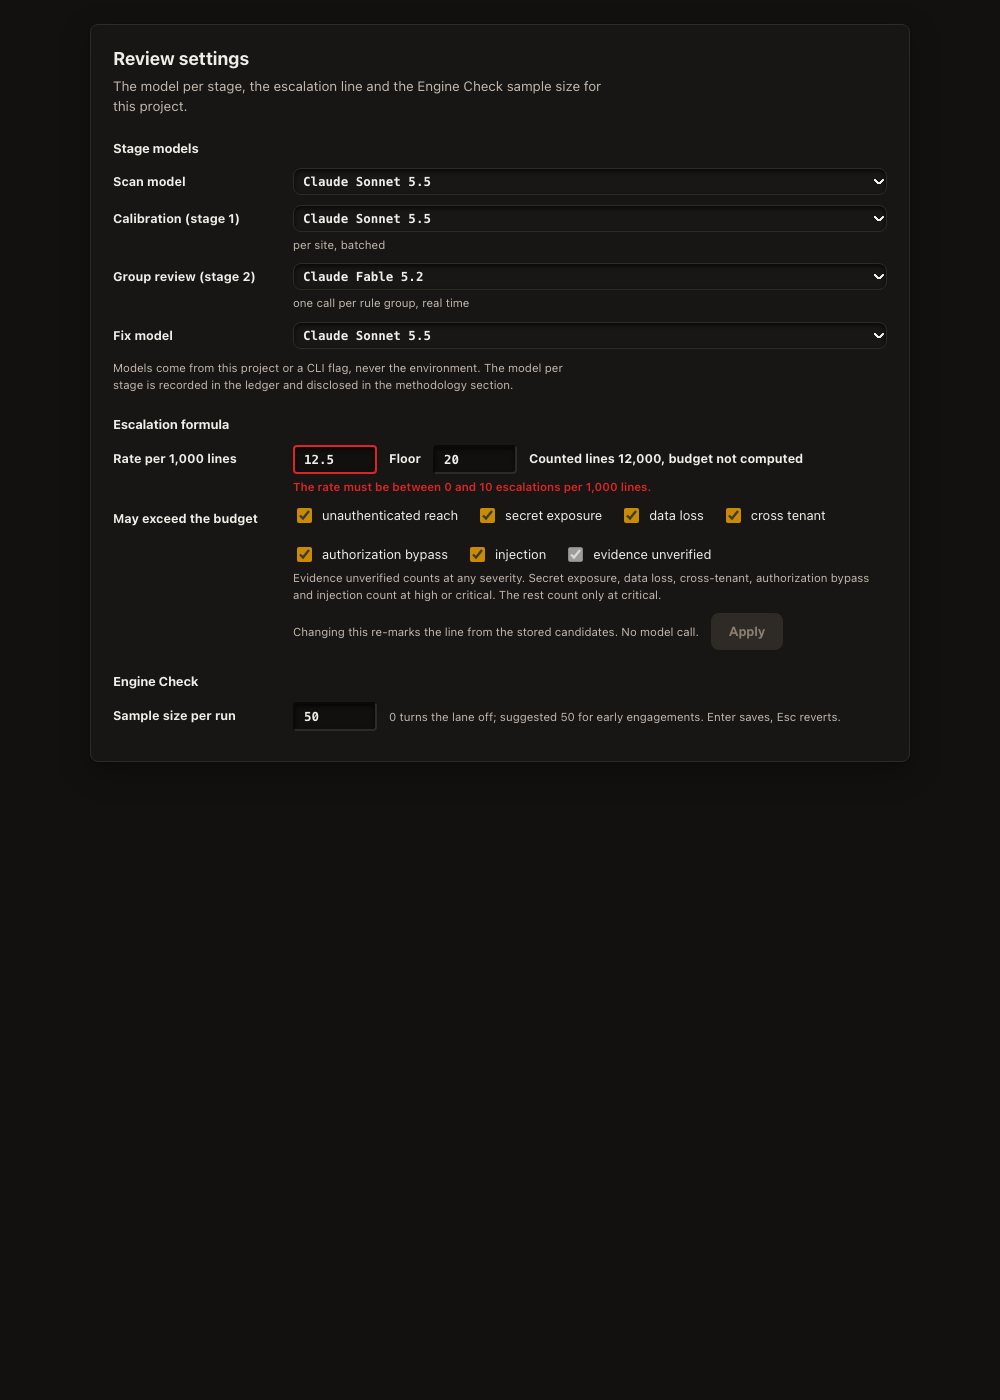 Review settings
The model per stage, the escalation line and the Engine Check sample size for
this project.
Stage models
Scan model
Claude Sonnet 5.5
Calibration (stage 1)
Claude Sonnet 5.5
per site, batched
Group review (stage 2)
Claude Fable 5.2
one call per rule group, real time
Fix model
Claude Sonnet 5.5
Models come from this project or a CLI flag, never the environment. The model per
stage is recorded in the ledger and disclosed in the methodology section.
Escalation formula
Rate per 1,000 lines
12.5
Floor
20
Counted lines 12,000, budget not computed
The rate must be between 0 and 10 escalations per 1,000 lines.
May exceed the budget
unauthenticated reach
secret exposure
data loss
cross tenant
authorization bypass
injection
evidence unverified
Evidence unverified counts at any severity. Secret exposure, data loss, cross-tenant, authorization bypass
and injection count at high or critical. The rest count only at critical.
Changing this re-marks the line from the stored candidates. No model call.
Apply
Engine Check
Sample size per run
50
0 turns the lane off; suggested 50 for early engagements. Enter saves, Esc reverts.